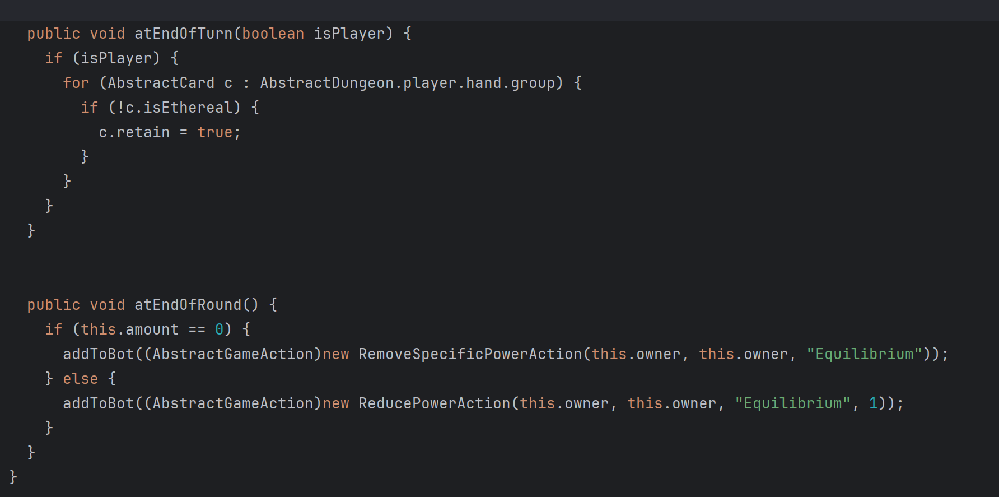 public void atEndOfTurn(boolean isPlayer) {
if (isPlayer) {
for (AbstractCard c : AbstractDungeon.player.hand.group) {
if (!c.isEthereal) {
c.retain = true;
}
}
}
}
public void atEndOfRound() {
if (this.amount == 0) {
addToBot((AbstractGameAction)new RemoveSpecificPowerAction(this.owner, this.owner, "Equilibrium"));
} else {
addToBot((AbstractGameAction)new ReducePowerAction(this.owner, this.owner, "Equilibrium", 1));
}
}
}